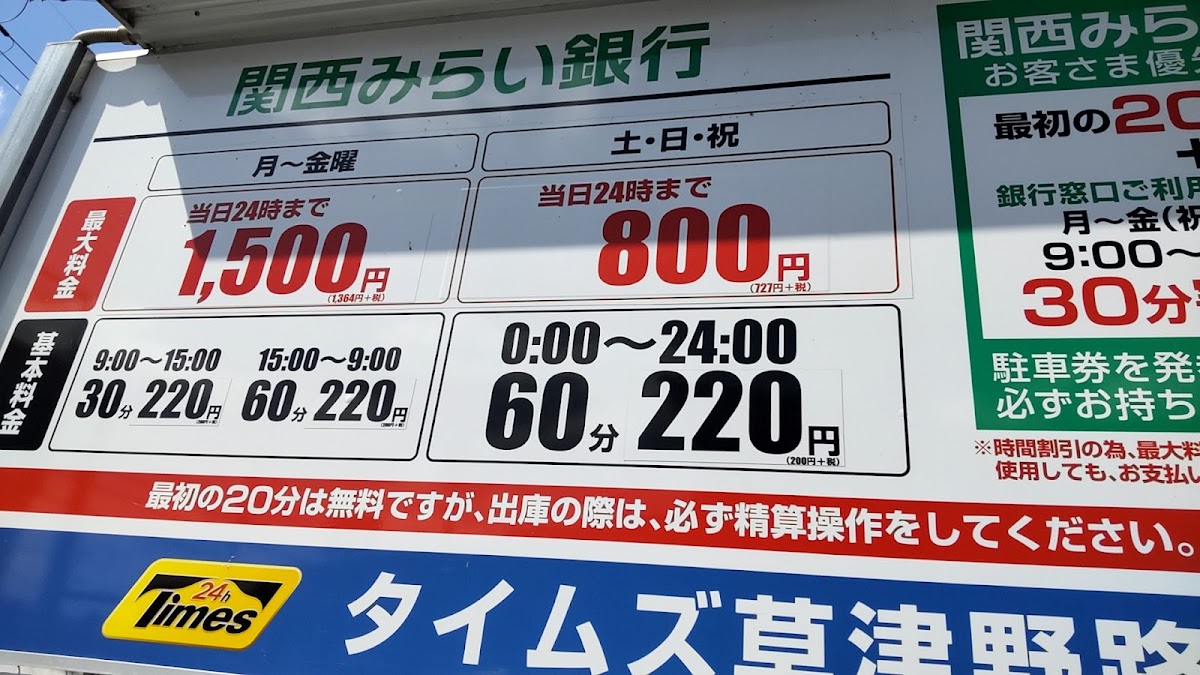 関西みらい銀行
月～金曜
土・日・祝
最大料金
当日24時まで
1,500円
(1,364円+税)
当日24時まで
800円
(727円+税)
基本料金
9:00～15:00
30分 220円
(200円+税)
15:00～9:00
60分 220円
(200円+税)
0:00～24:00
60分 220円
(200円+税)
最初の20分は無料ですが、出庫の際は、必ず精算操作をしてください。
24h
Times
タイムズ草津野路
関西みら
お客さま優
最初の20
銀行窓口ご利用
月～金(祝
9:00～
30分
駐車券を発
必ずお持ち
※時間割引の為、最大料
使用しても、お支払い